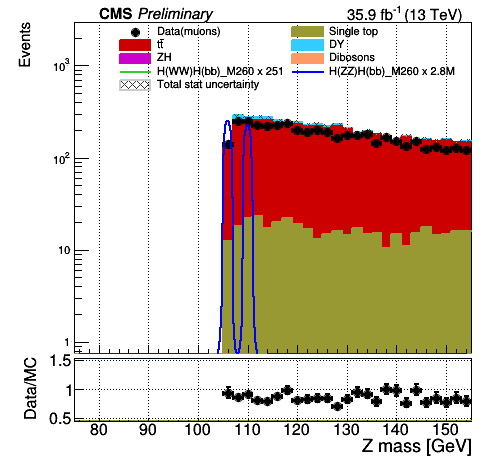 CMS Preliminary 35.9 fb⁻¹ (13 TeV)
Events
Data(muions) Single top
tt̄ DY
ZH Dibosons
H(WW)H(bb)_M260 x 251 H(ZZ)H(bb)_M260 x 2.8M
Total stat uncertainty
10³
10²
10
1
Data/MC
1.5
1
0.5
80 90 100 110 120 130 140 150
Z mass [GeV]